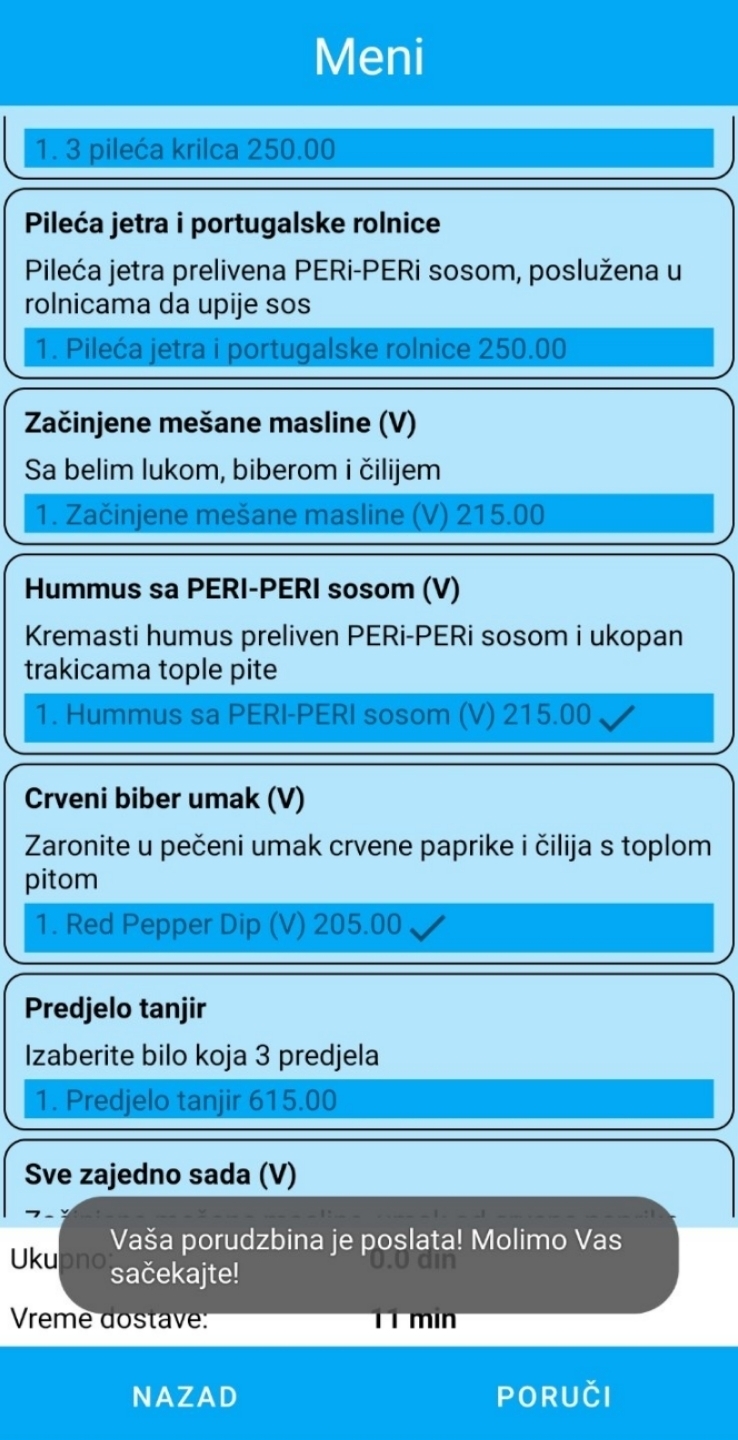 Meni
1. 3 pileća krilca 250.00
Pileća jetra i portugalske rolnice
Pileća jetra prelivena PERi-PERi sosom, poslužena u
rolnicama da upije sos
1. Pileća jetra i portugalske rolnice 250.00
Začinjene mešane masline (V)
Sa belim lukom, biberom i čilijem
1. Začinjene mešane masline (V) 215.00
Hummus sa PERI-PERI sosom (V)
Kremasti humus preliven PERi-PERi sosom i ukopan
trakicama tople pite
1. Hummus sa PERI-PERI sosom (V) 215.00
Crveni biber umak (V)
Zaronite u pečeni umak crvene paprike i čilija s toplom
pitom
1. Red Pepper Dip (V) 205.00
Predjelo tanjir
Izaberite bilo koja 3 predjela
1. Predjelo tanjir 615.00
Sve zajedno sada (V)
Vaša porudzbina je poslata! Molimo Vas
sačekajte!
Ukupno: 0.0 din
Vreme dostave: 11 min
NAZAD PORUČI